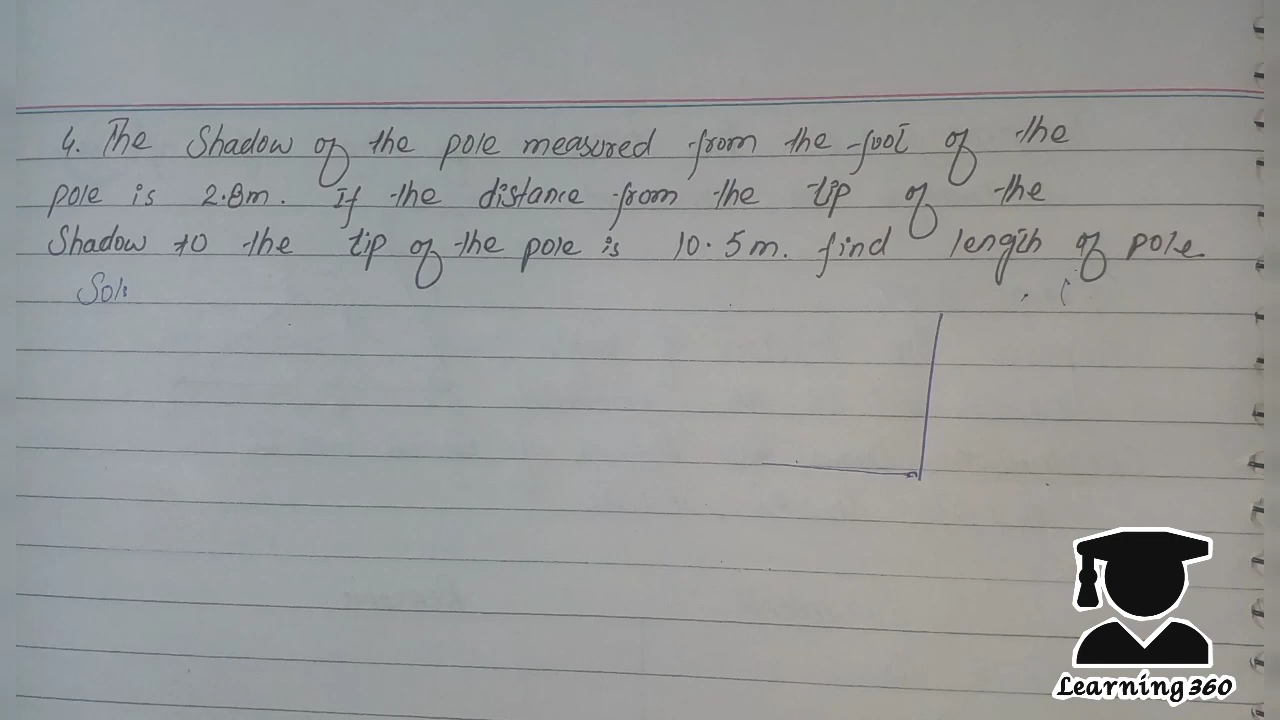 4. The Shadow of the pole measured from the foot of the
pole is 2.8m. If the distance from the tip of the
Shadow to the tip of the pole is 10.5m. find length of pole
Sol:
Learning 360